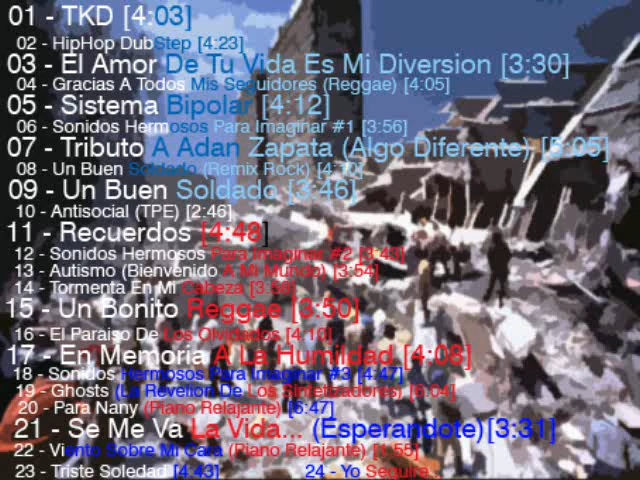 01 - TKD [4:03]
02 - HipHop DubStep [4:23]
03 - El Amor De Tu Vida Es Mi Diversion [3:30]
04 - Gracias A Todos Mis Seguidores (Reggae) [4:05]
05 - Sistema Bipolar [4:12]
06 - Sonidos Hermosos Para Imaginar #1 [3:56]
07 - Tributo A Adan Zapata (Algo Diferente) [5:05]
08 - Un Buen Soldado (Remix Rock)
09 - Un Buen Soldado [3:46]
10 - Antisocial (TPE) [2:46]
11 - Recuerdos [4:48]
12 - Sonidos Hermosos Para Imaginar #2 [3:43]
13 - Autismo (Bienvenido A Mi Mundo) [3:54]
14 - Tormenta En Mi Cabeza
15 - Un Bonito Reggae [3:50]
16 - El Paraiso De Los Olvidados [4:10]
17 - En Memoria A La Humildad [4:08]
18 - Sonidos Hermosos Para Imaginar #3 [4:47]
19 - Ghosts (La Revelion De Los Sintetizadores) [6:04]
20 - Para Nany (Piano Relajante) [5:47]
21 - Se Me Va La Vida... (Esperandote)[3:31]
22 - Viento Sobre Mi Cara (Piano Relajante) [1:55]
23 - Triste Soledad [4:43] 24 - Yo Seguire...